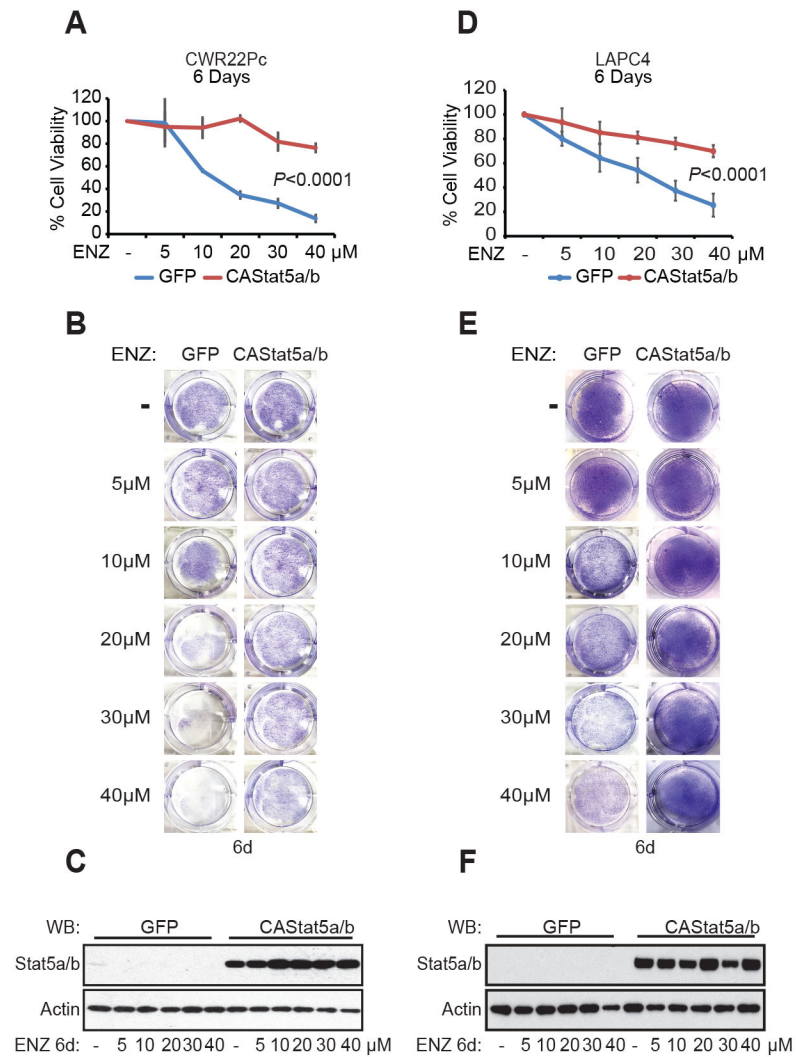 A
CWR22Pc
6 Days
% Cell Viability
120
100
80
60
40
20
0
P<0.0001
ENZ - 5 10 20 30 40 µM
GFP CAStat5a/b
D
LAPC4
6 Days
% Cell Viability
120
100
80
60
40
20
0
P<0.0001
ENZ - 5 10 20 30 40 µM
GFP CAStat5a/b
B
ENZ: GFP CAStat5a/b
-
5µM
10µM
20µM
30µM
40µM
6d
E
ENZ: GFP CAStat5a/b
-
5µM
10µM
20µM
30µM
40µM
6d
C
WB: GFP CAStat5a/b
Stat5a/b
Actin
ENZ 6d: - 5 10 20 30 40 - 5 10 20 30 40 µM
F
WB: GFP CAStat5a/b
Stat5a/b
Actin
ENZ 6d: - 5 10 20 30 40 - 5 10 20 30 40 µM